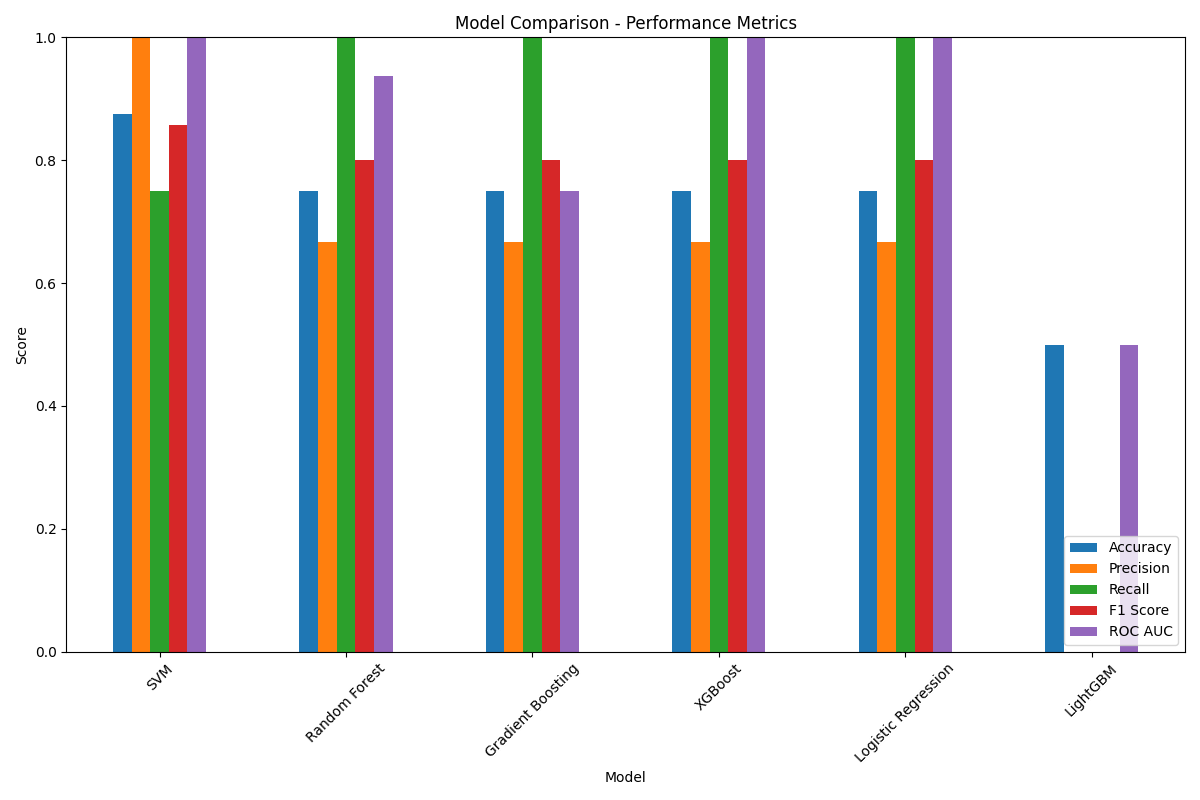 Model Comparison - Performance Metrics
1.0
0.8
0.6
0.4
0.2
0.0
Score
SVM
Random Forest
Gradient Boosting
XGBoost
Logistic Regression
LightGBM
Model
Accuracy
Precision
Recall
F1 Score
ROC AUC